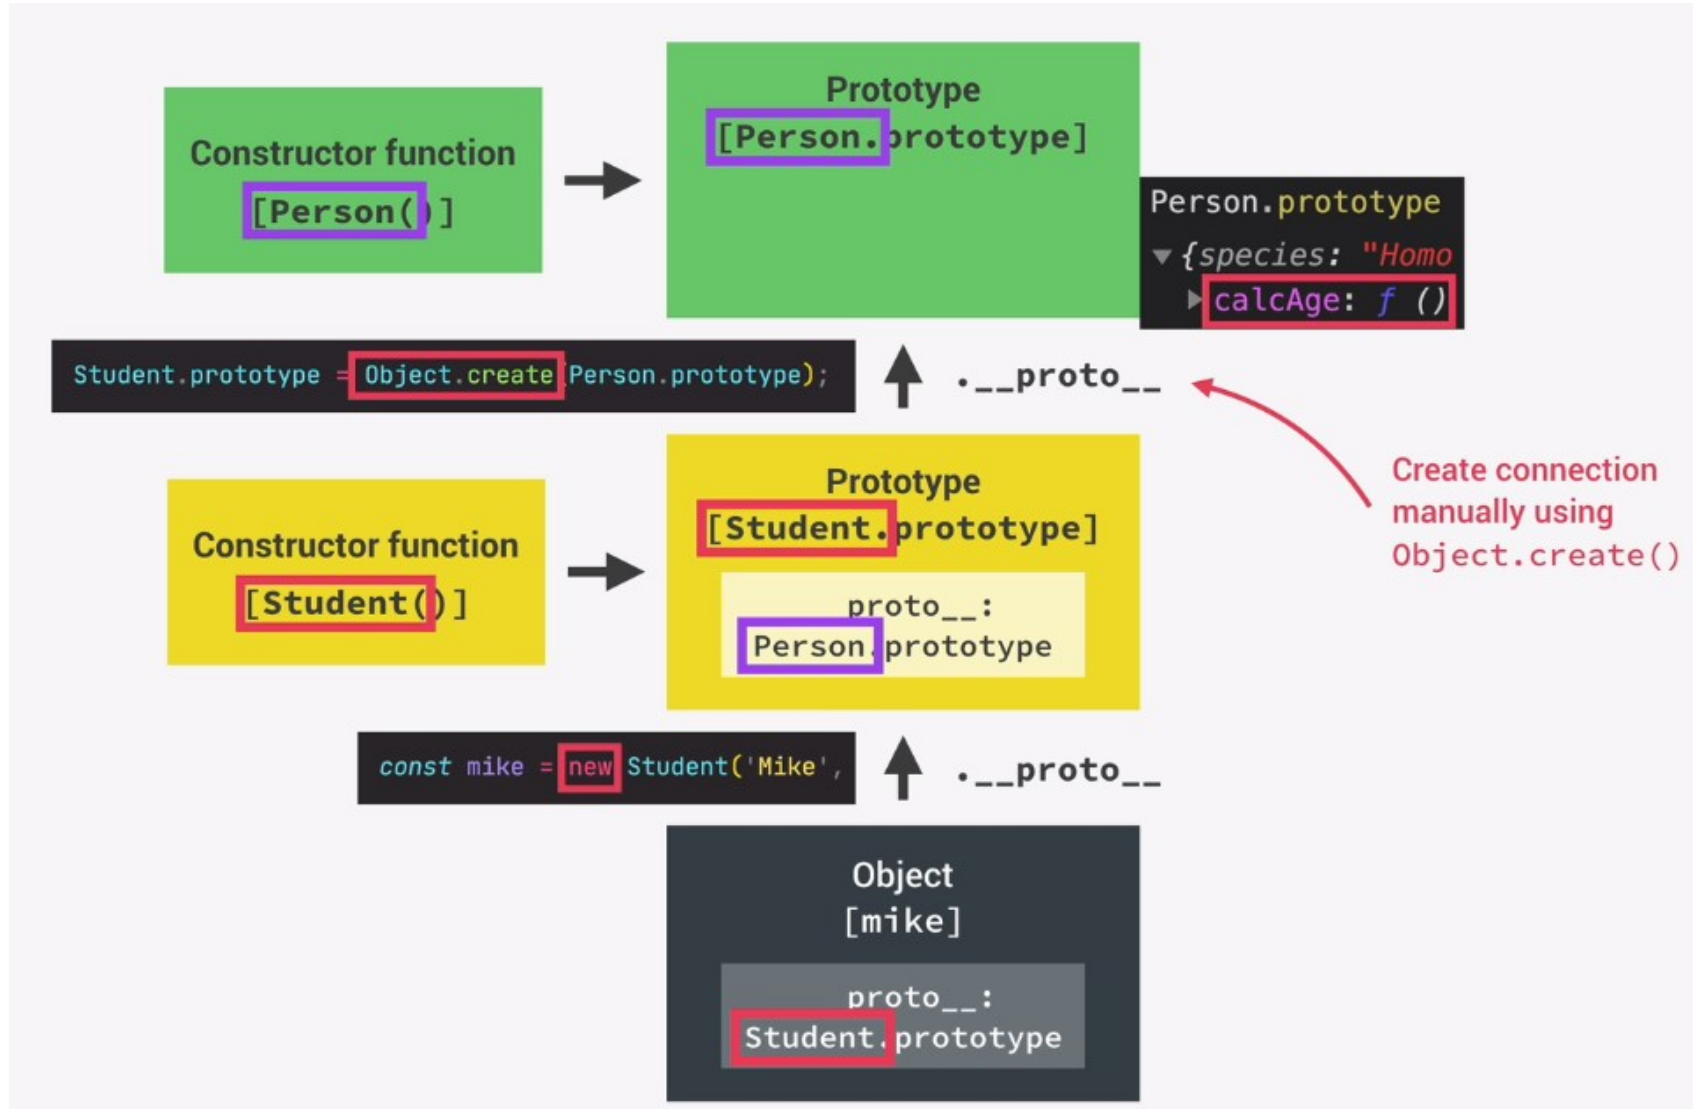 Prototype
[Person.prototype]
Constructor function
[Person()]
Person.prototype
{species: "Homo
calcAge: ƒ ()
Student.prototype = Object.create(Person.prototype);
.__proto__
Create connection
manually using
Object.create()
Prototype
[Student.prototype]
Constructor function
[Student()]
proto__:
Person.prototype
const mike = new Student('Mike',
.__proto__
Object
[mike]
proto__:
Student.prototype